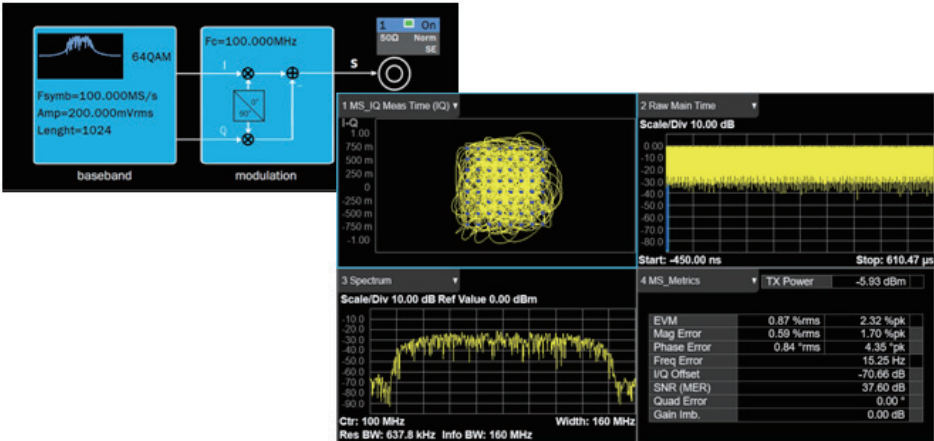 1 On
50Ω Norm
SE
64QAM
Fsymb=100.000MS/s
Amp=200.000mVrms
Lenght=1024
baseband
Fc=100.000MHz
I
0°
90°
Q
modulation
S
1 MS_IQ Meas Time (IQ) ▾
I-Q
1.00
750 m
500 m
250 m
0
-250 m
-500 m
-750 m
-1.00
2 Raw Main Time ▾
Scale/Div 10.00 dB
0.00
-10.0
-20.0
-30.0
-40.0
-50.0
-60.0
-70.0
-80.0
Start: -450.00 ns Stop: 610.47 µs
3 Spectrum ▾
Scale/Div 10.00 dB Ref Value 0.00 dBm
-10.0
-20.0
-30.0
-40.0
-50.0
-60.0
-70.0
-80.0
-90.0
Ctr: 100 MHz Width: 160 MHz
Res BW: 637.8 kHz Info BW: 160 MHz
4 MS_Metrics ▾ TX Power -5.93 dBm
EVM 0.87 %rms 2.32 %pk
Mag Error 0.59 %rms 1.70 %pk
Phase Error 0.84 °rms 4.35 °pk
Freq Error 15.25 Hz
I/Q Offset -70.66 dB
SNR (MER) 37.60 dB
Quad Error 0.00 °
Gain Imb. 0.00 dB